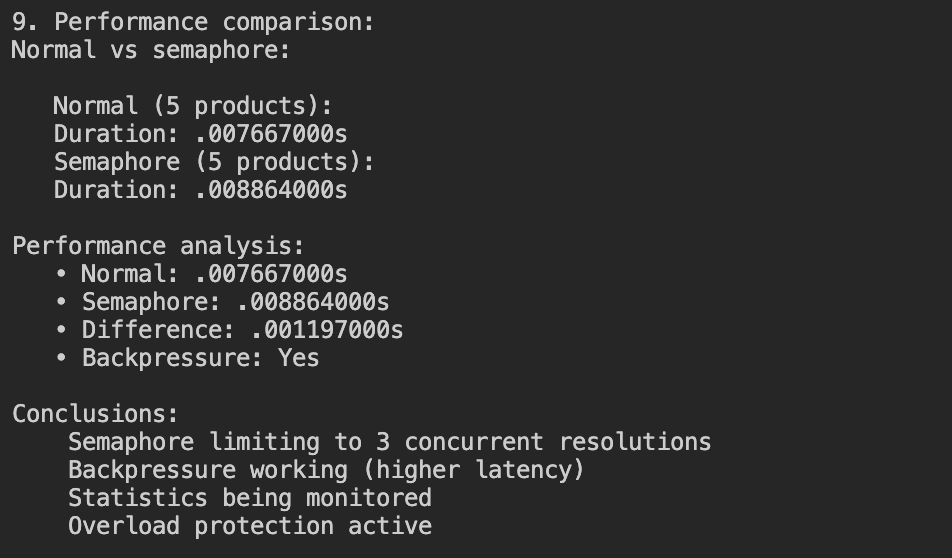 9. Performance comparison:
Normal vs semaphore:
Normal (5 products):
Duration: .007667000s
Semaphore (5 products):
Duration: .008864000s
Performance analysis:
• Normal: .007667000s
• Semaphore: .008864000s
• Difference: .001197000s
• Backpressure: Yes
Conclusions:
Semaphore limiting to 3 concurrent resolutions
Backpressure working (higher latency)
Statistics being monitored
Overload protection active